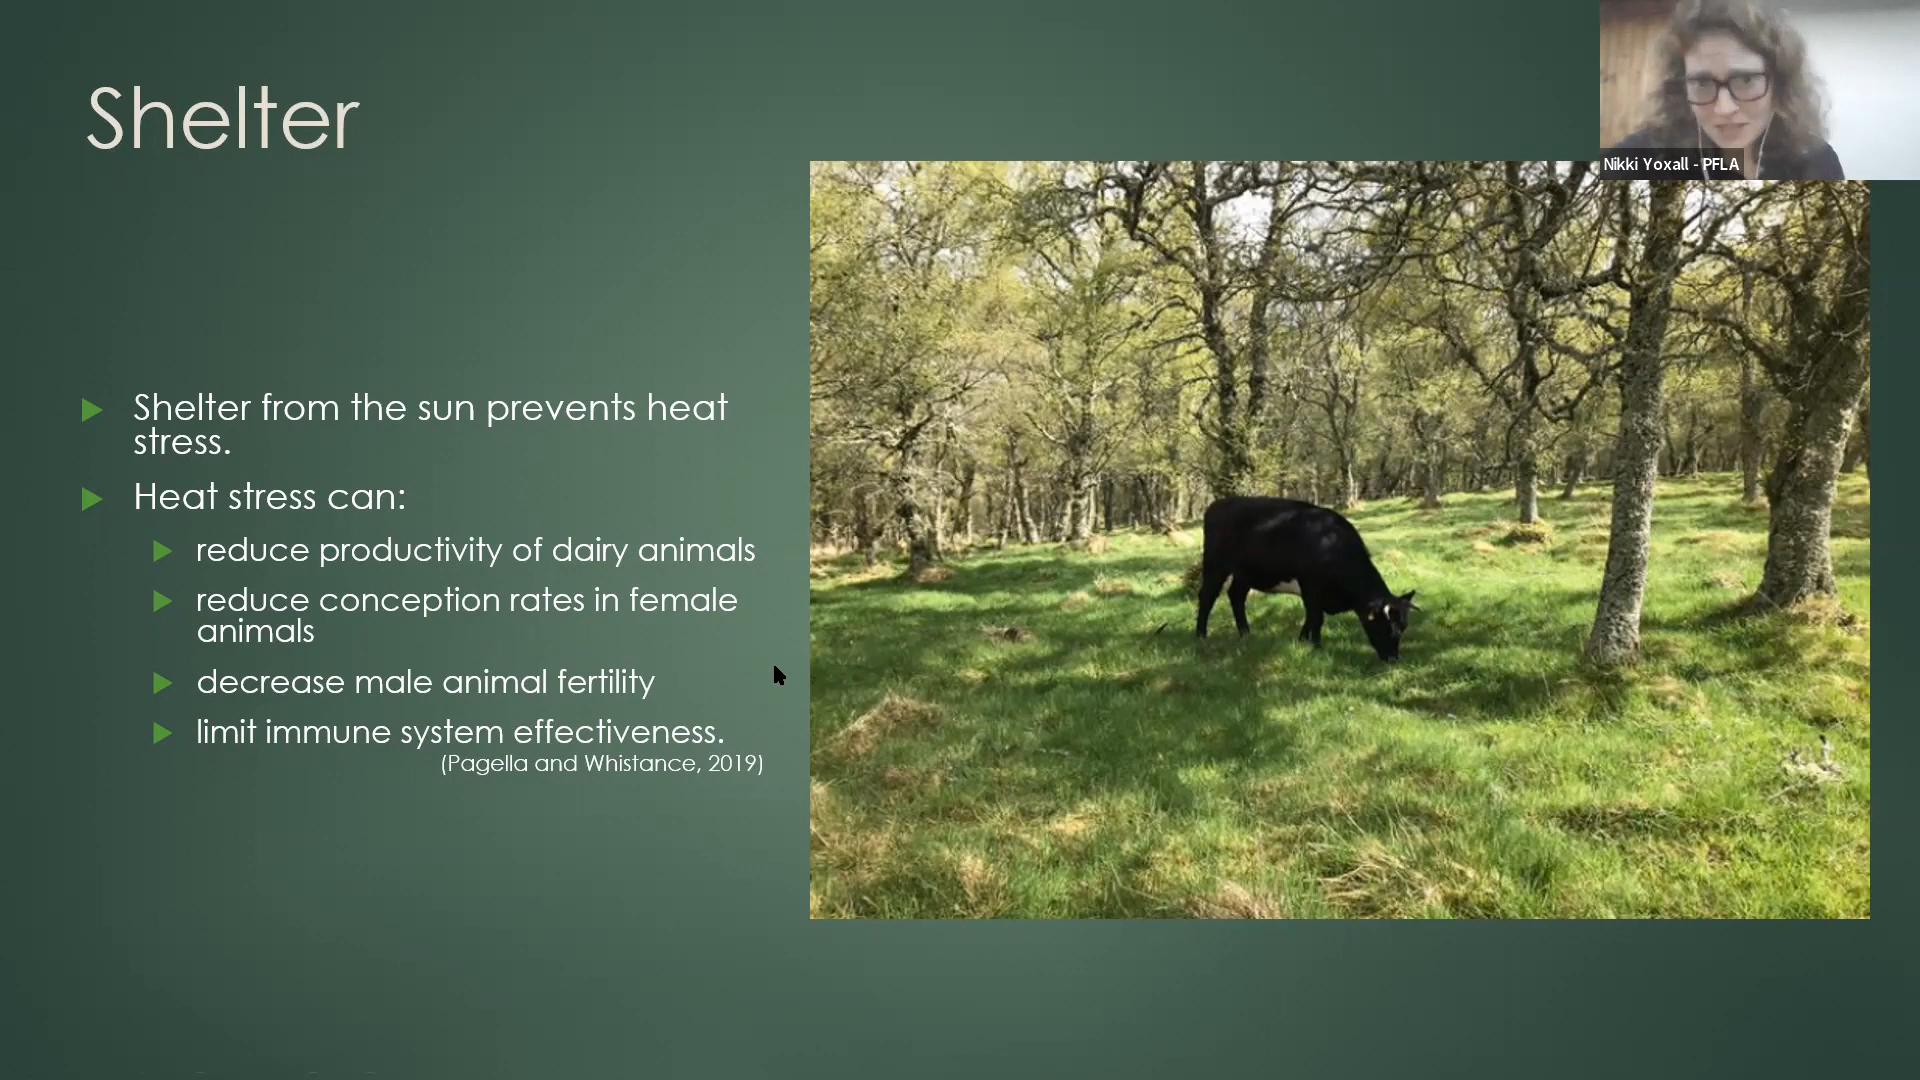 Shelter
Nikki Yoxall - PFLA
Shelter from the sun prevents heat
stress.
Heat stress can:
reduce productivity of dairy animals
reduce conception rates in female
animals
decrease male animal fertility
limit immune system effectiveness.
(Pagella and Whistance, 2019)